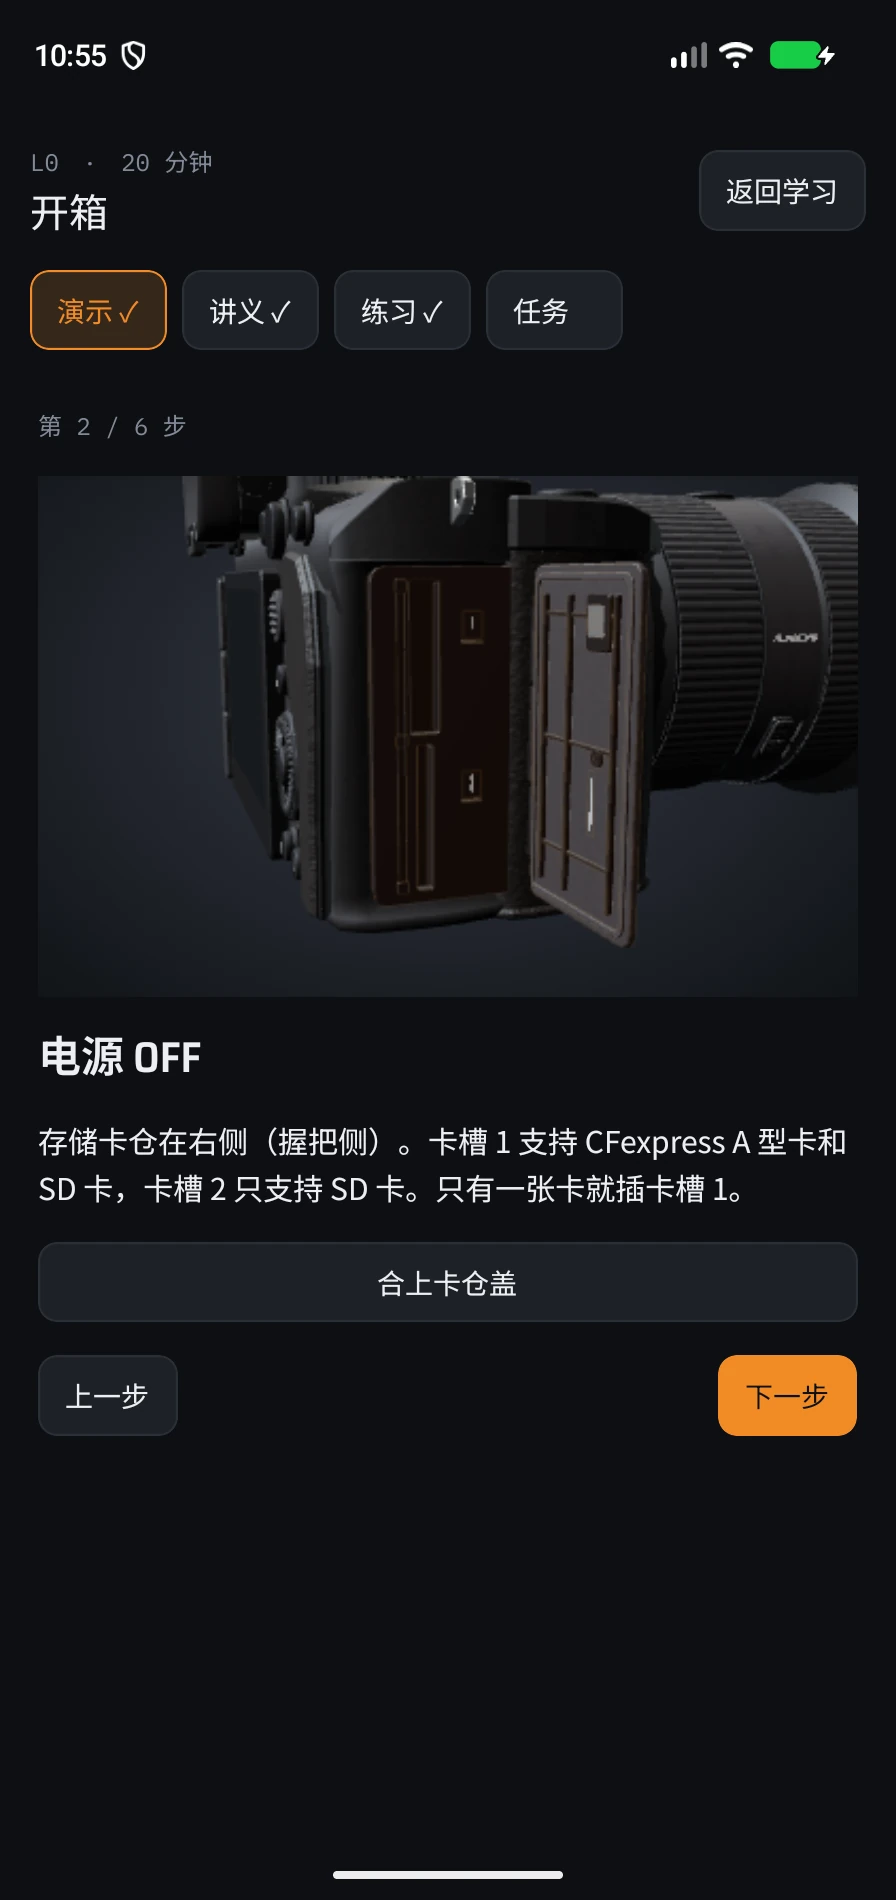 10:55
L0 · 20 分钟
开箱
返回学习
演示 ✓
讲义 ✓
练习 ✓
任务
第 2 / 6 步
电源 OFF
存储卡仓在右侧（握把侧）。卡槽 1 支持 CFexpress A 型卡和
SD 卡，卡槽 2 只支持 SD 卡。只有一张卡就插卡槽 1。
合上卡仓盖
上一步
下一步